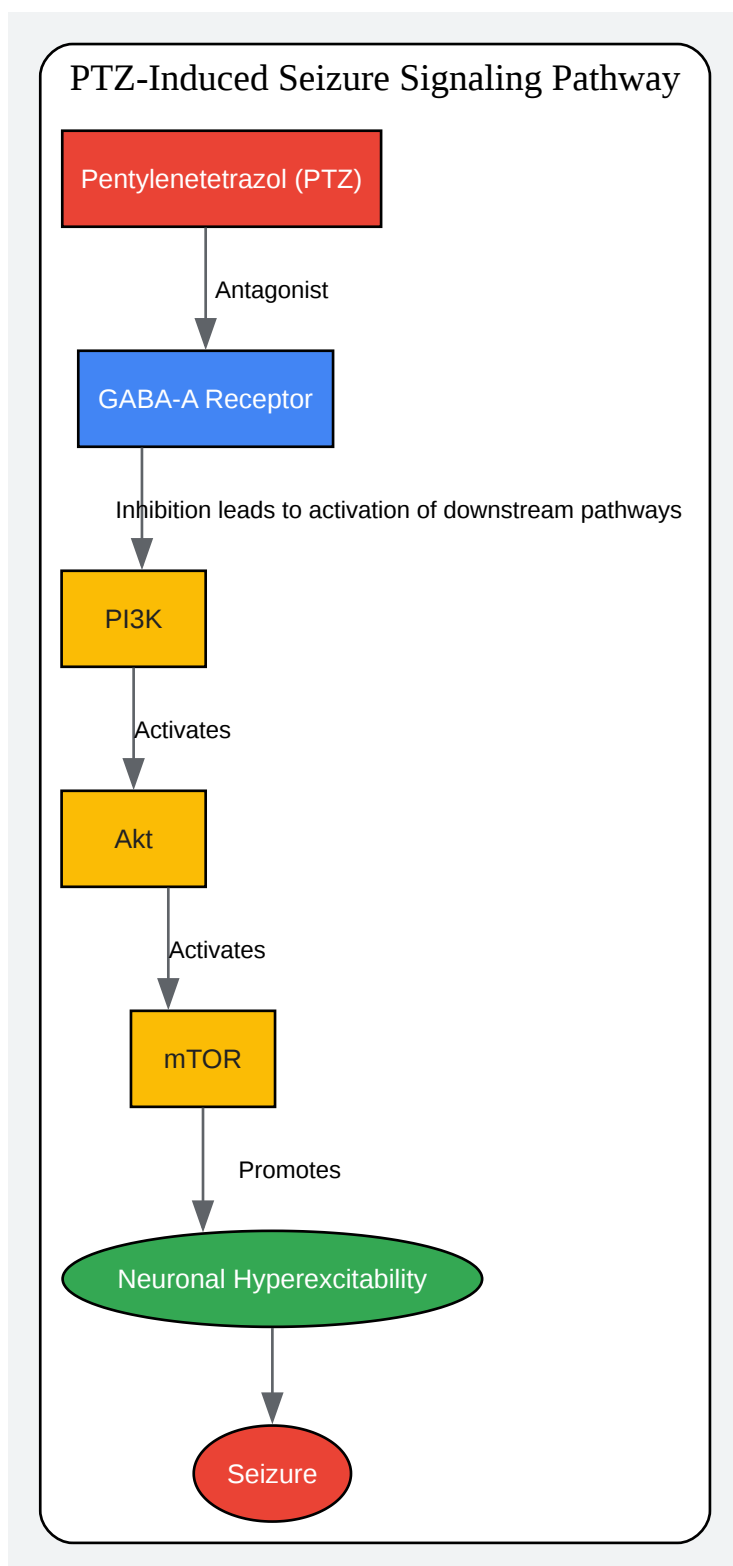 PTZ-Induced Seizure Signaling Pathway
Pentylenetetrazol (PTZ)
Antagonist
GABA-A Receptor
Inhibition leads to activation of downstream pathways
PI3K
Activates
Akt
Activates
mTOR
Promotes
Neuronal Hyperexcitability
Seizure